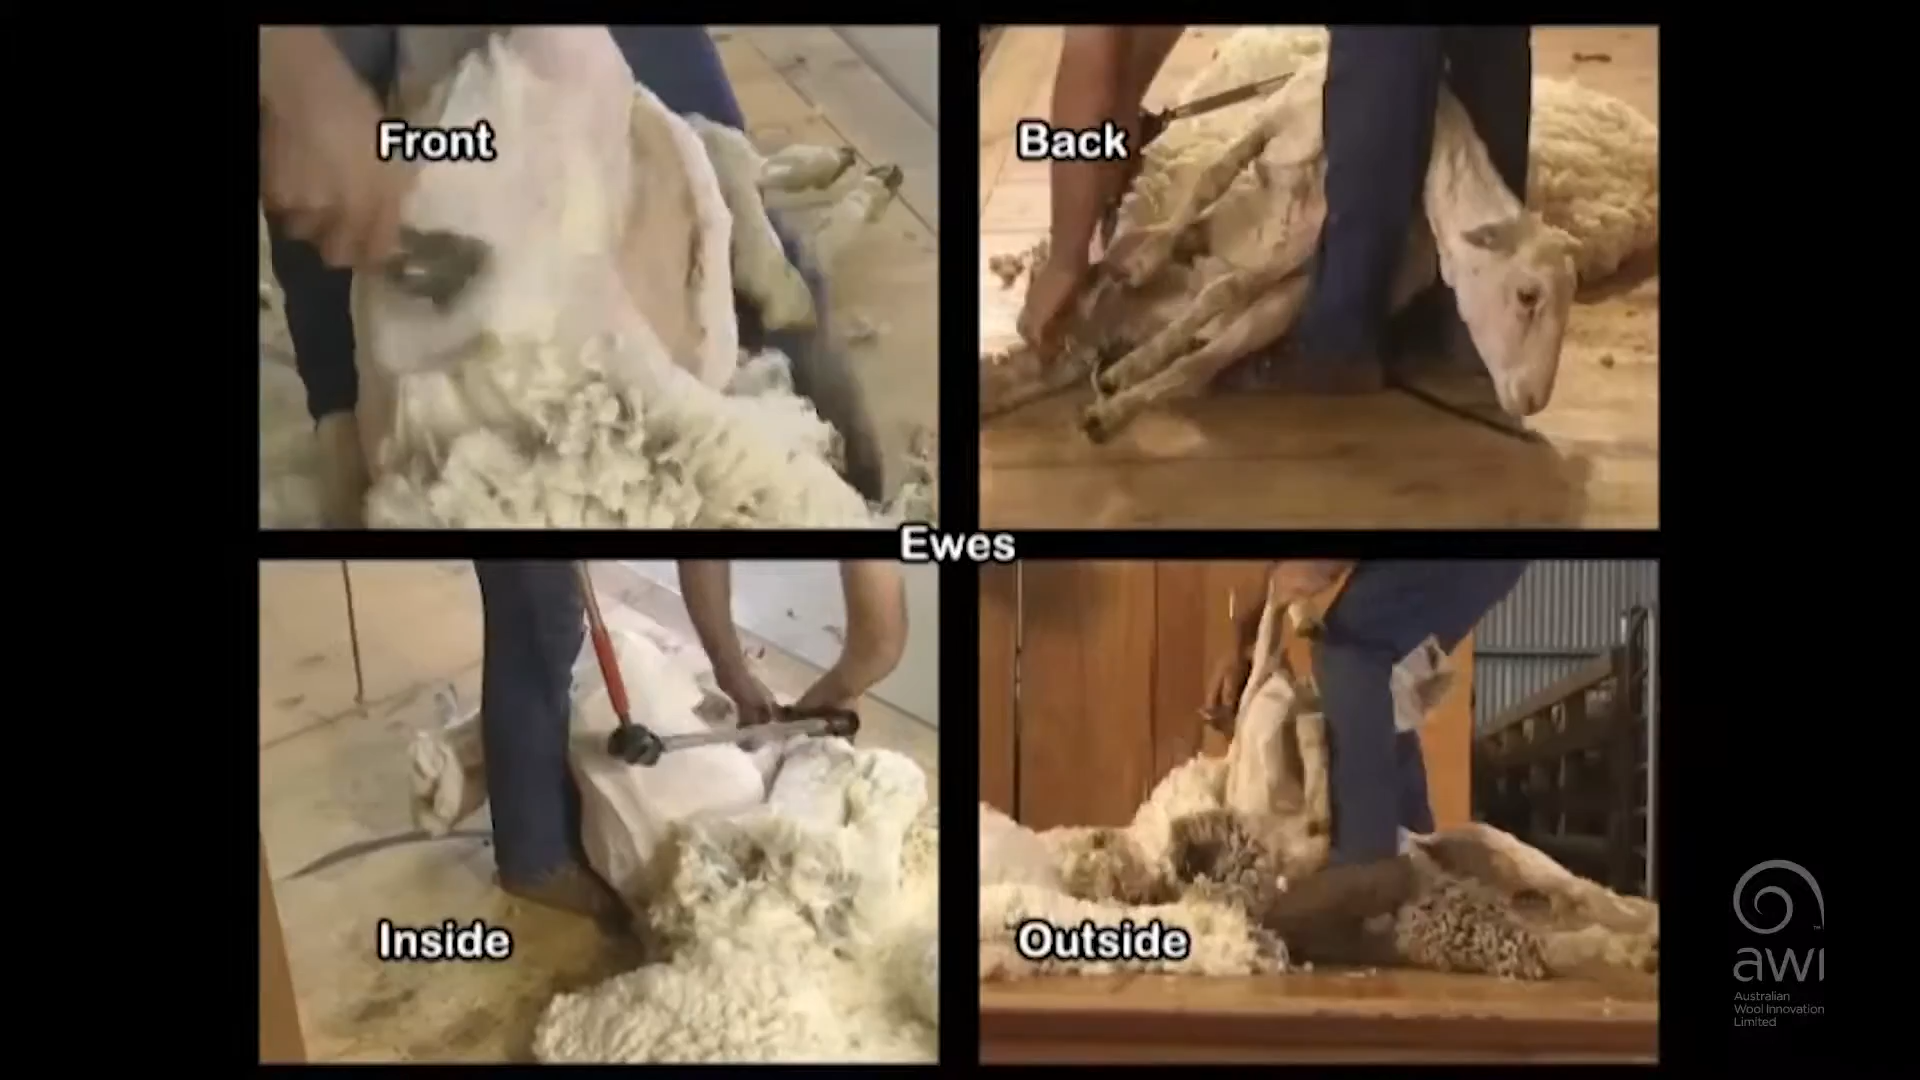 Front
Back
Ewes
Inside
Outside
awi
Australian
Wool Innovation
Limited